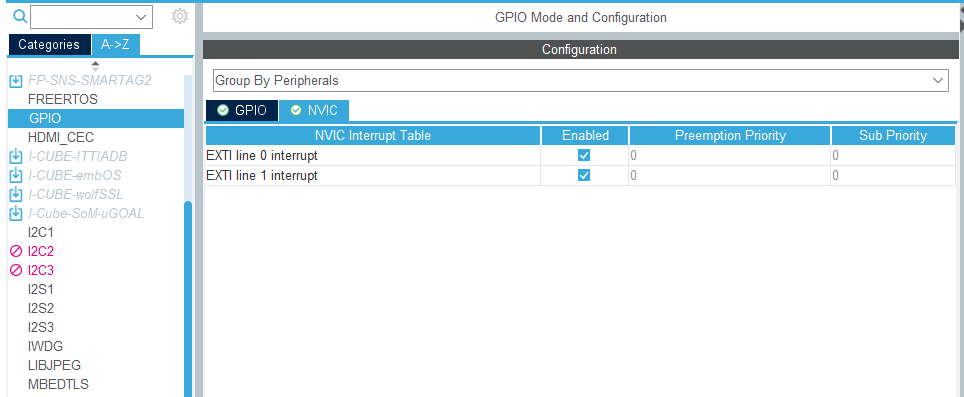 GPIO Mode and Configuration
Categories A->Z
FP-SNS-SMARTAG2
FREERTOS
GPIO
HDMI_CEC
I-CUBE-ITTIADB
I-CUBE-embOS
I-CUBE-wolfSSL
I-Cube-SoM-uGOAL
I2C1
I2C2
I2C3
I2S1
I2S2
I2S3
IWDG
LIBJPEG
MBEDTLS
Configuration
Group By Peripherals
GPIO NVIC
NVIC Interrupt Table Enabled Preemption Priority Sub Priority
EXTI line 0 interrupt 0 0
EXTI line 1 interrupt 0 0